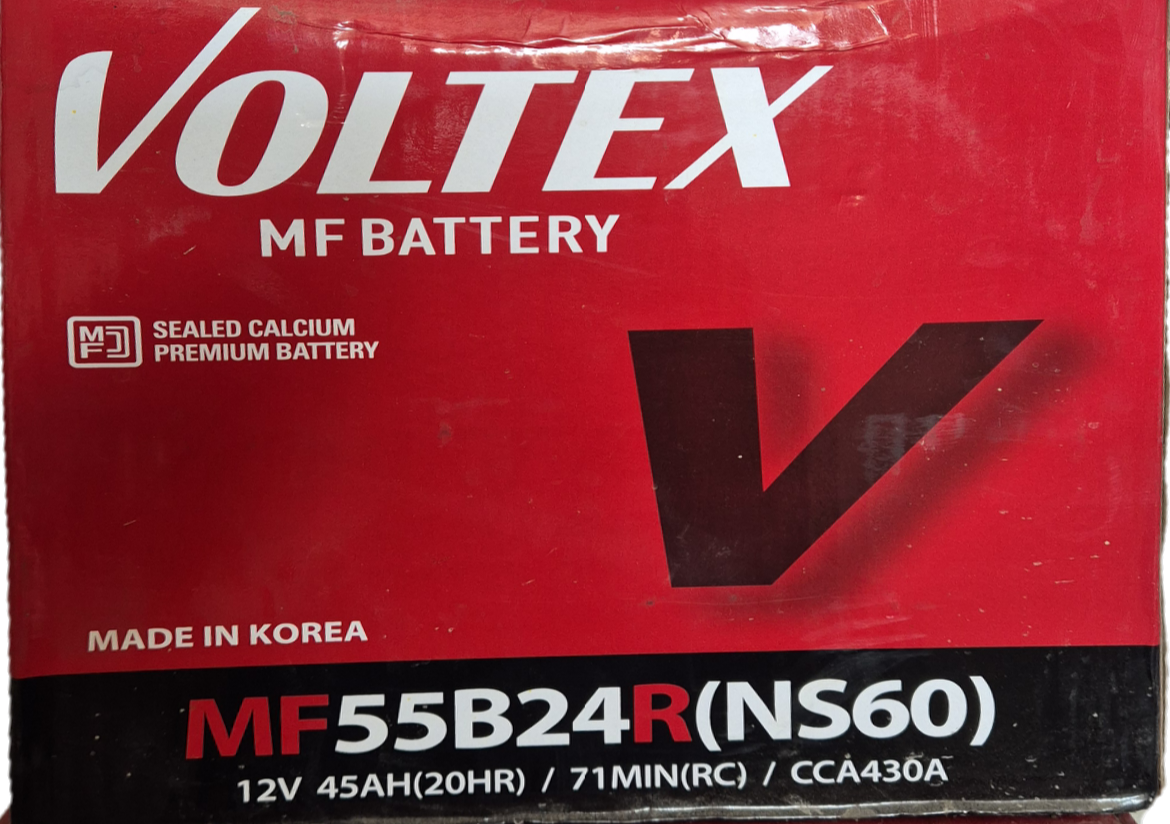 VOLTEX
MF BATTERY
MF
SEALED CALCIUM
PREMIUM BATTERY
V
MADE IN KOREA
MF55B24R(NS60)
12V 45AH(20HR) / 71MIN(RC) / CCA430A